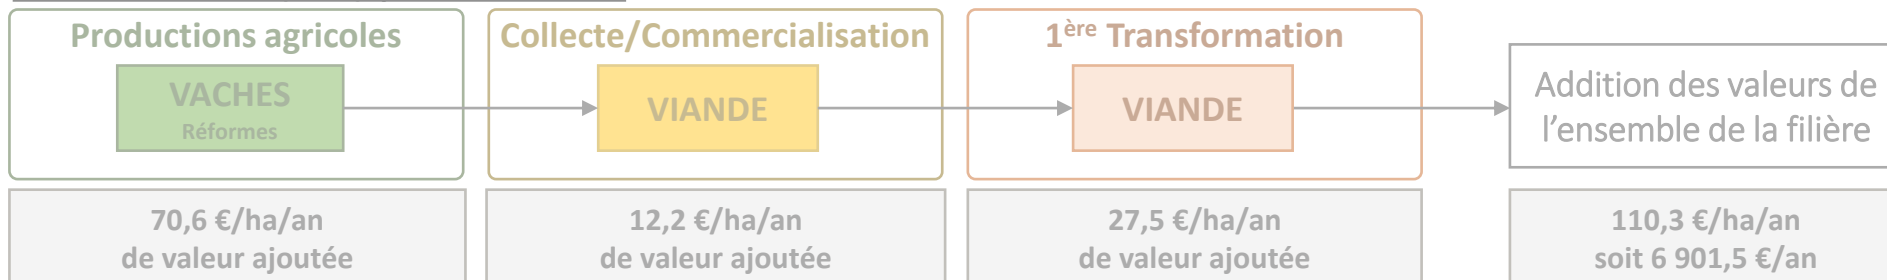 Productions agricoles
VACHES
Réformes
70,6 €/ha/an
de valeur ajoutée
Collecte/Commercialisation
VIANDE
12,2 €/ha/an
de valeur ajoutée
1ère Transformation
VIANDE
27,5 €/ha/an
de valeur ajoutée
Addition des valeurs de
l’ensemble de la filière
110,3 €/ha/an
soit 6 901,5 €/an